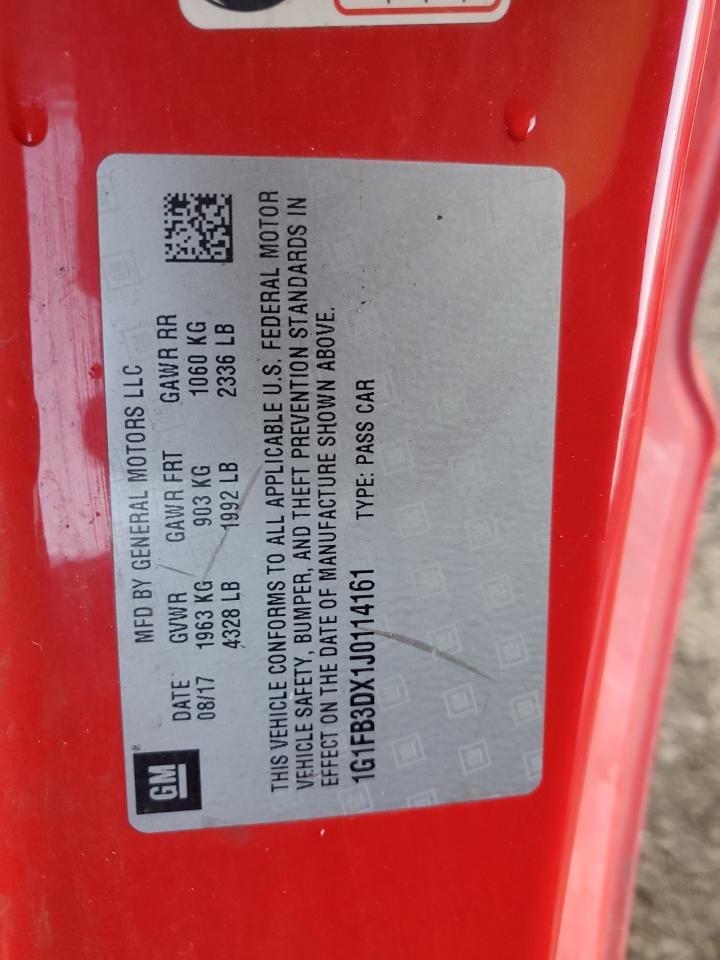 GM
MFD BY GENERAL MOTORS LLC
DATE GVWR GAWR FRT GAWR RR
08/17 1963 KG 903 KG 1060 KG
4328 LB 1992 LB 2336 LB
THIS VEHICLE CONFORMS TO ALL APPLICABLE U.S. FEDERAL MOTOR
VEHICLE SAFETY, BUMPER, AND THEFT PREVENTION STANDARDS IN
EFFECT ON THE DATE OF MANUFACTURE SHOWN ABOVE.
1G1FB3DX1J0114161 TYPE: PASS CAR